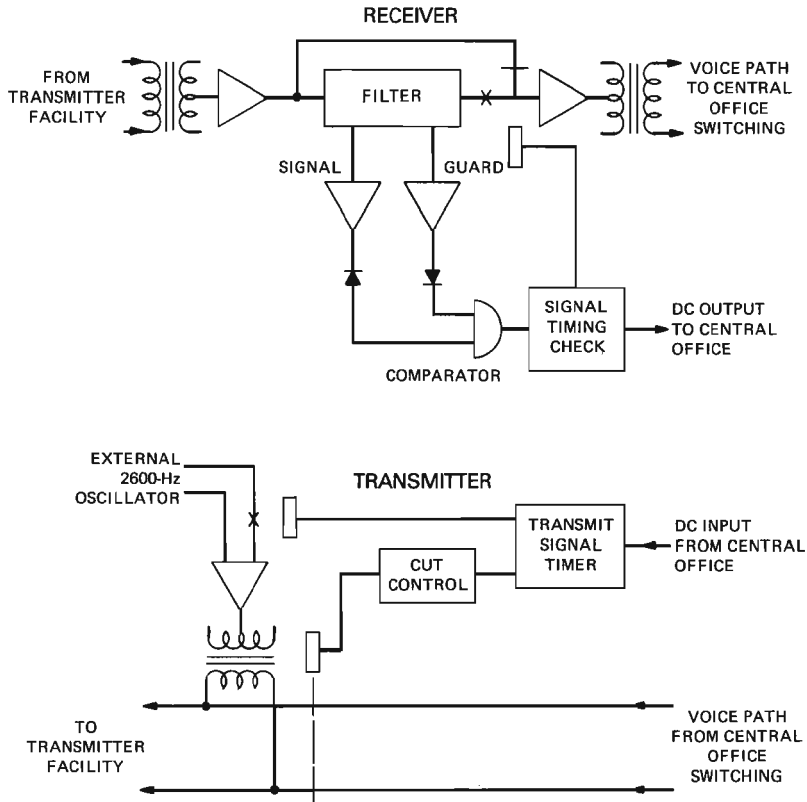 RECEIVER
FROM
TRANSMITTER
FACILITY
FILTER
VOICE PATH
TO CENTRAL
OFFICE
SWITCHING
SIGNAL
GUARD
SIGNAL
TIMING
CHECK
DC OUTPUT
TO CENTRAL
OFFICE
COMPARATOR
EXTERNAL
2600-Hz
OSCILLATOR
TRANSMITTER
TRANSMIT
SIGNAL
TIMER
DC INPUT
FROM CENTRAL
OFFICE
CUT
CONTROL
TO
TRANSMITTER
FACILITY
VOICE PATH
FROM CENTRAL
OFFICE
SWITCHING